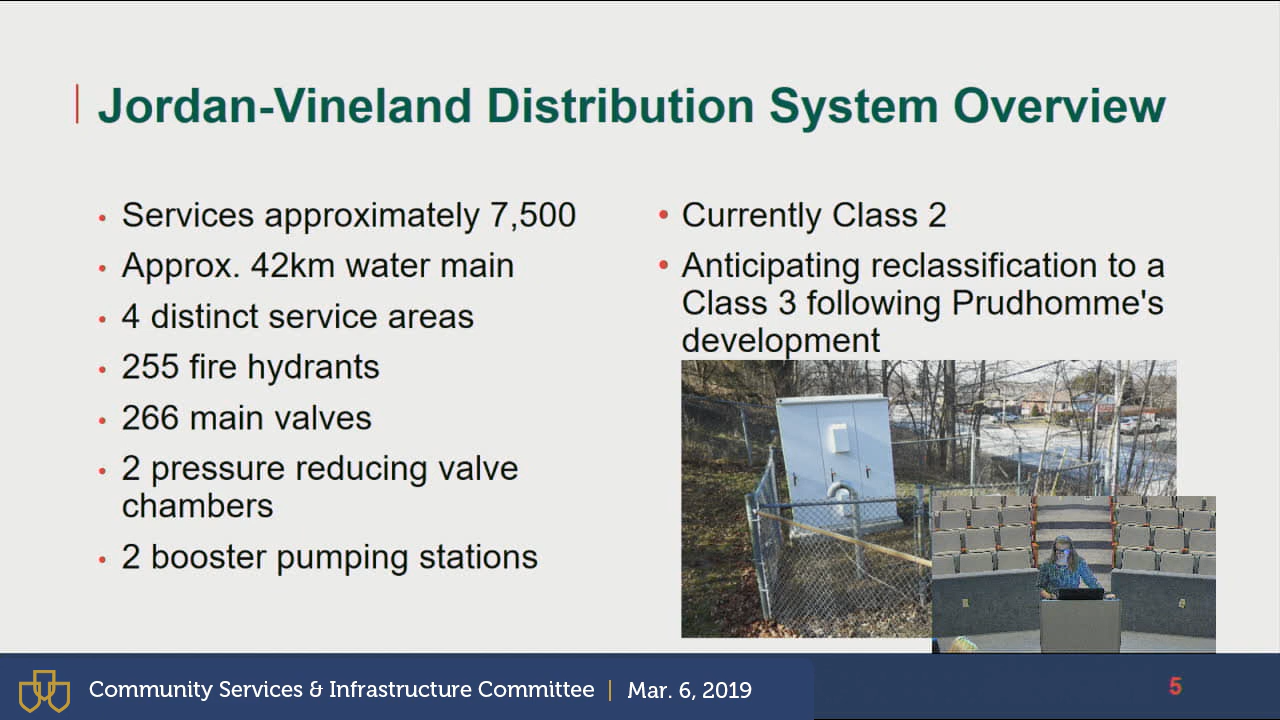 Jordan-Vineland Distribution System Overview
• Services approximately 7,500
• Approx. 42km water main
• 4 distinct service areas
• 255 fire hydrants
• 266 main valves
• 2 pressure reducing valve
chambers
• 2 booster pumping stations
• Currently Class 2
• Anticipating reclassification to a
Class 3 following Prudhomme's
development
Community Services & Infrastructure Committee | Mar. 6, 2019
5